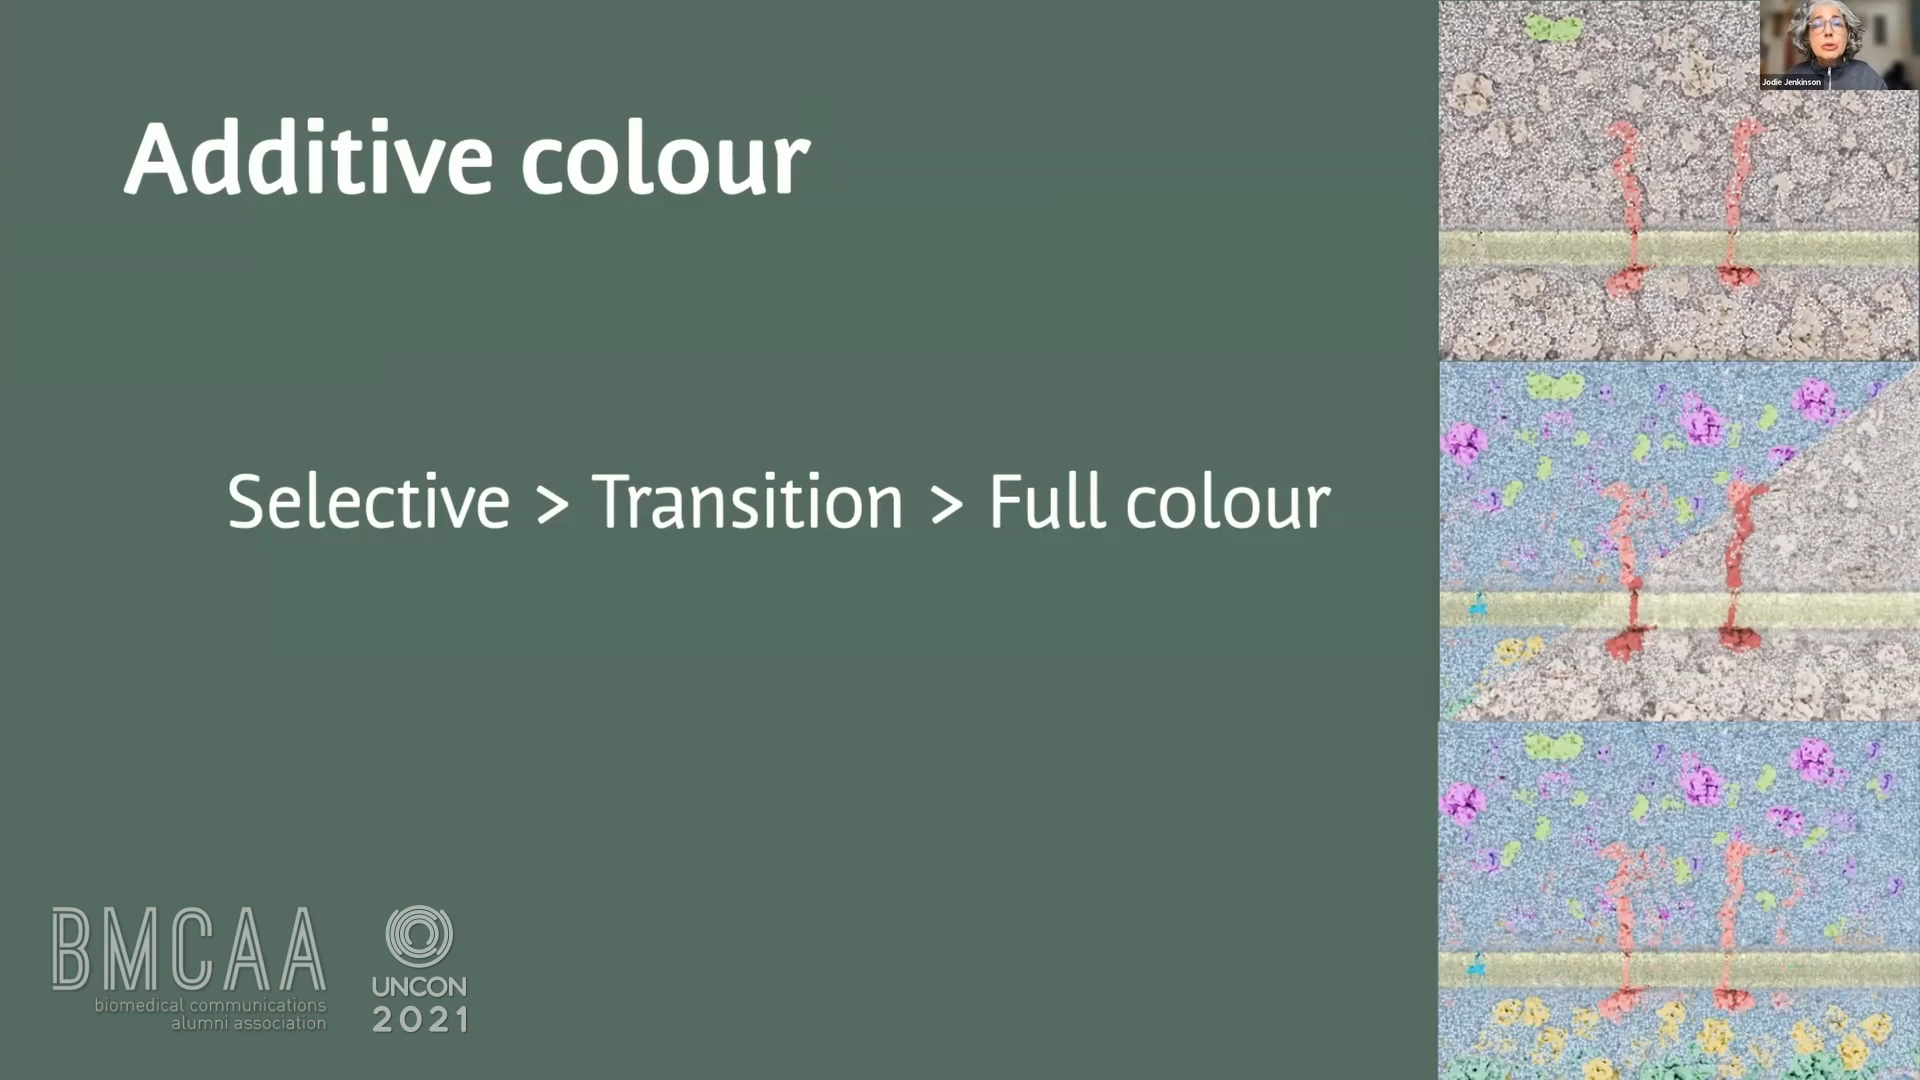 Additive colour
Jodie Jenkinson
Selective > Transition > Full colour
BMCAA
biomedical communications
alumni association
UNCON
2021